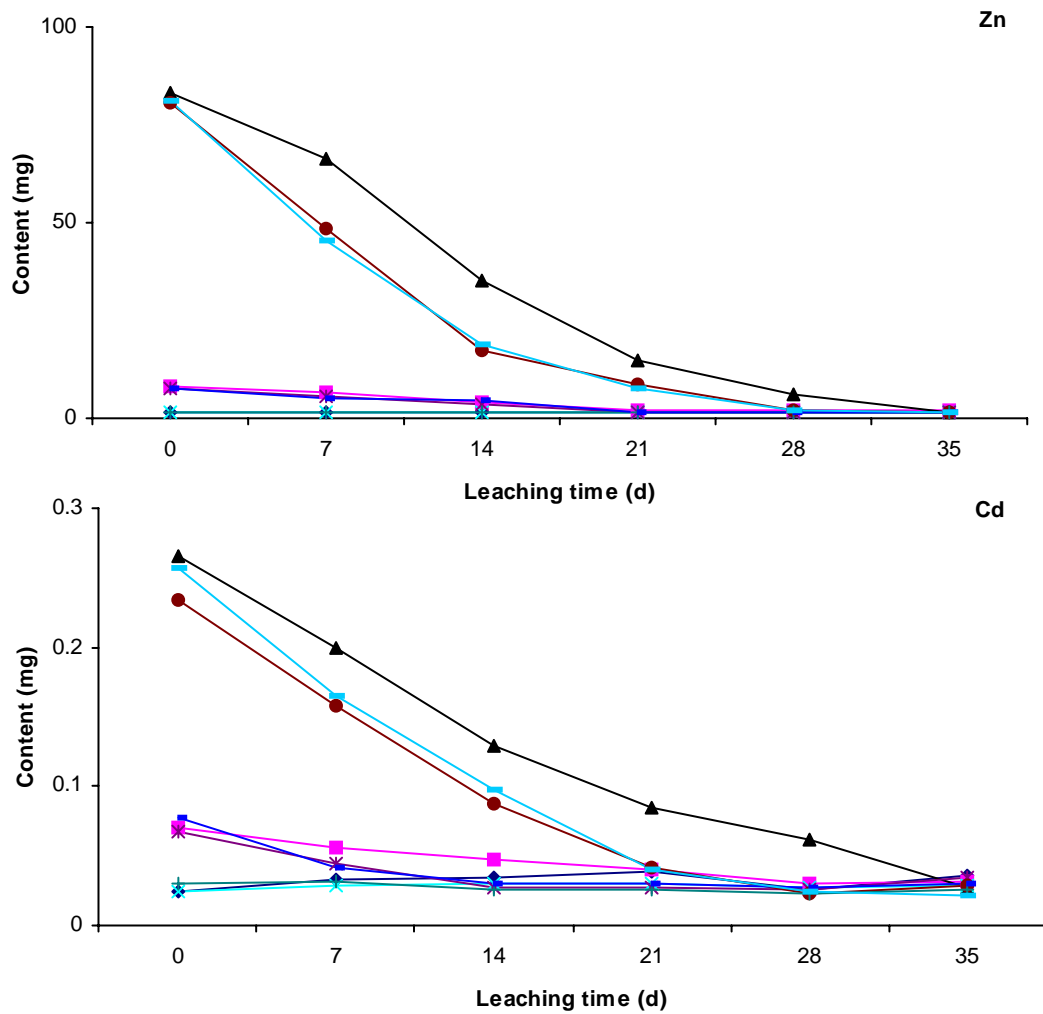 Zn
100
50
0
Content (mg)
0 7 14 21 28 35
Leaching time (d)
Cd
0.3
0.2
0.1
0
Content (mg)
0 7 14 21 28 35
Leaching time (d)